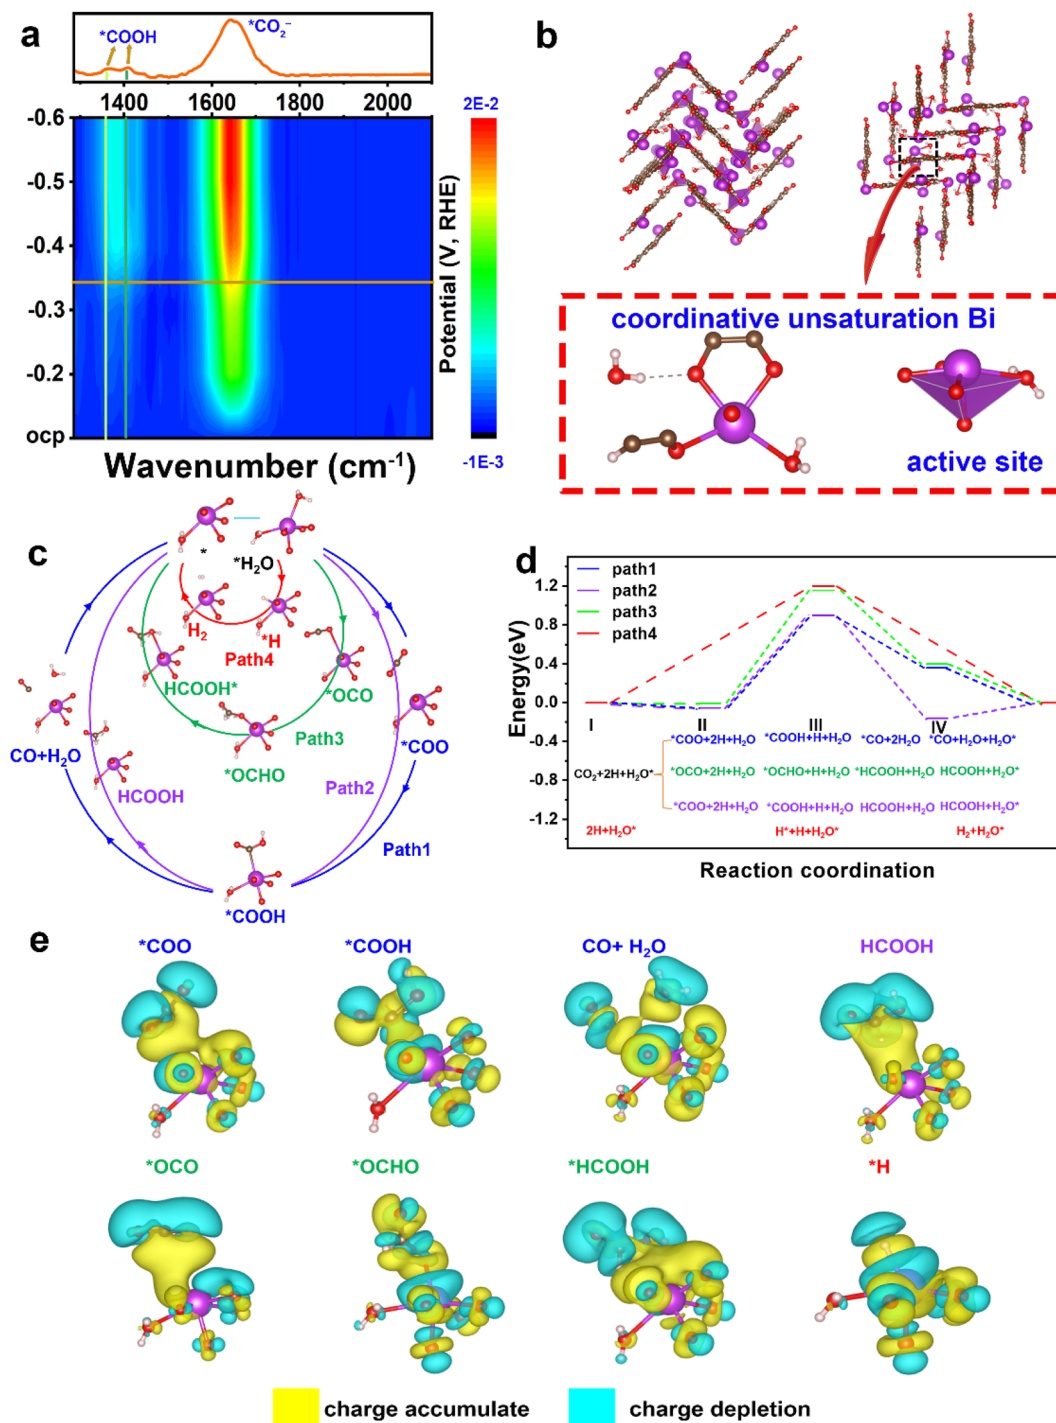 a
*COOH
*CO2−
1400
1600
1800
2000
2E-2
-1E-3
-0.6
-0.5
-0.4
-0.3
-0.2
ocp
Potential (V, RHE)
Wavenumber (cm-1)
b
coordinative unsaturation Bi
active site
c
*
*H2O
H2
*H
Path4
HCOOH*
*OCO
Path3
*OCHO
CO+H2O
*COO
HCOOH
Path2
Path1
*COOH
d
path1
path2
path3
path4
Energy(eV)
1.2
0.8
0.4
0.0
-0.4
-0.8
-1.2
I
II
III
IV
*COO+2H+H2O *COOH+H+H2O *CO+2H2O *CO+H2O+H2O*
CO2+2H+H2O* *OCO+2H+H2O *OCHO+H+H2O *HCOOH+H2O HCOOH+H2O*
*COO+2H+H2O *COOH+H+H2O HCOOH+H2O HCOOH+H2O*
2H+H2O* H*+H+H2O* H2+H2O*
Reaction coordination
e
*COO *COOH CO+ H2O HCOOH
*OCO *OCHO *HCOOH *H
charge accumulate charge depletion